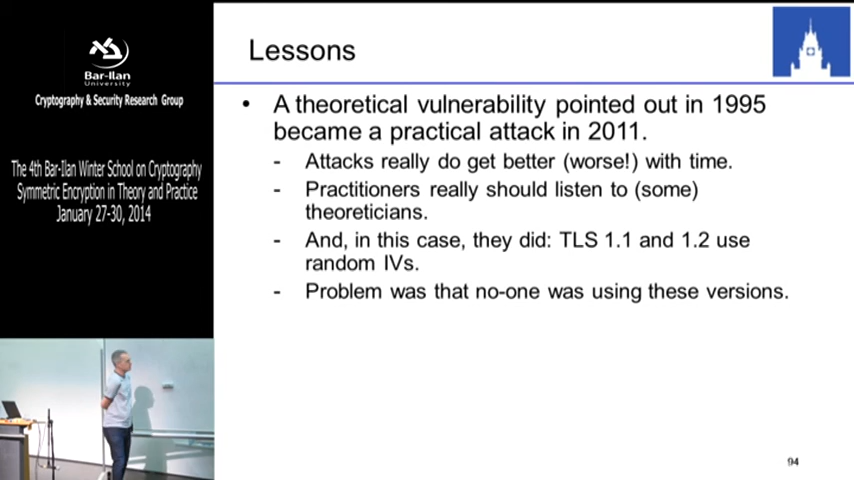 Bar-Ilan
University
Cryptography & Security Research Group
The 4th Bar-Ilan Winter School on Cryptography
Symmetric Encryption in Theory and Practice
January 27-30, 2014
Lessons
• A theoretical vulnerability pointed out in 1995
became a practical attack in 2011.
- Attacks really do get better (worse!) with time.
- Practitioners really should listen to (some)
theoreticians.
- And, in this case, they did: TLS 1.1 and 1.2 use
random IVs.
- Problem was that no-one was using these versions.
94